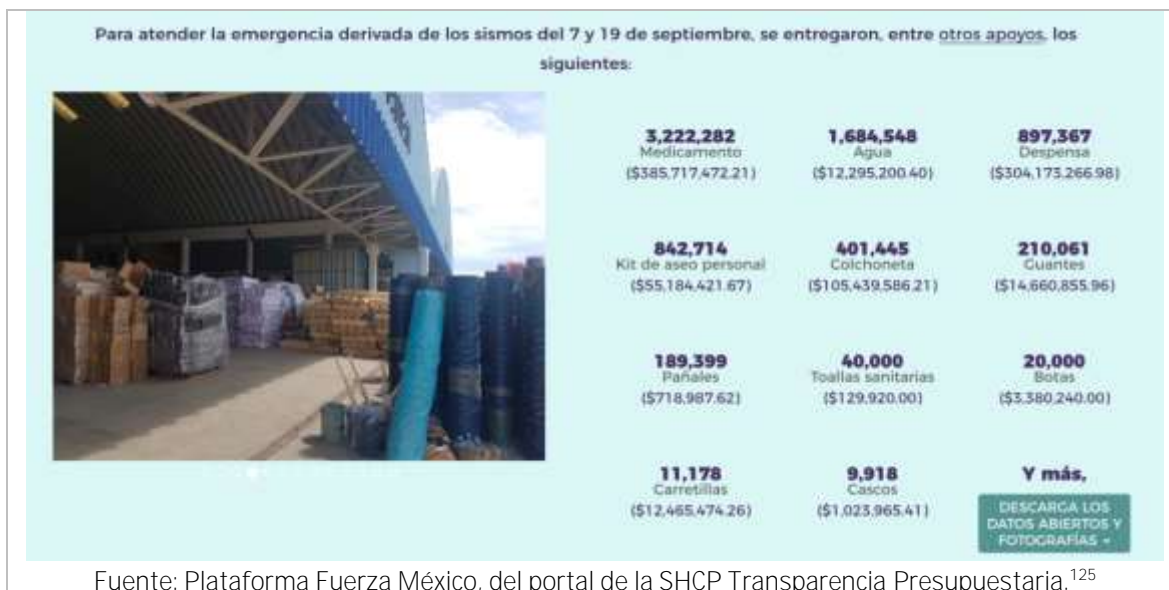 Para atender la emergencia derivada de los sismos del 7 y 19 de septiembre, se entregaron, entre otros apoyos, los
siguientes:
3,222,282
Medicamento
($385,717,472.21)
1,684,548
Agua
($12,295,200.40)
897,367
Despensa
($304,173,266.98)
842,714
Kit de aseo personal
($55,184,421.67)
401,445
Colchoneta
($105,439,586.21)
210,061
Guantes
($14,660,855.96)
189,399
Pañales
($718,987.62)
40,000
Toallas sanitarias
($129,920.00)
20,000
Botas
($3,380,240.00)
11,178
Carretillas
($12,465,474.26)
9,918
Cascos
($1,023,965.41)
Y más,
DESCARGA LOS
DATOS ABIERTOS Y
FOTOGRAFÍAS
Fuente: Plataforma Fuerza México, del portal de la SHCP Transparencia Presupuestaria.125